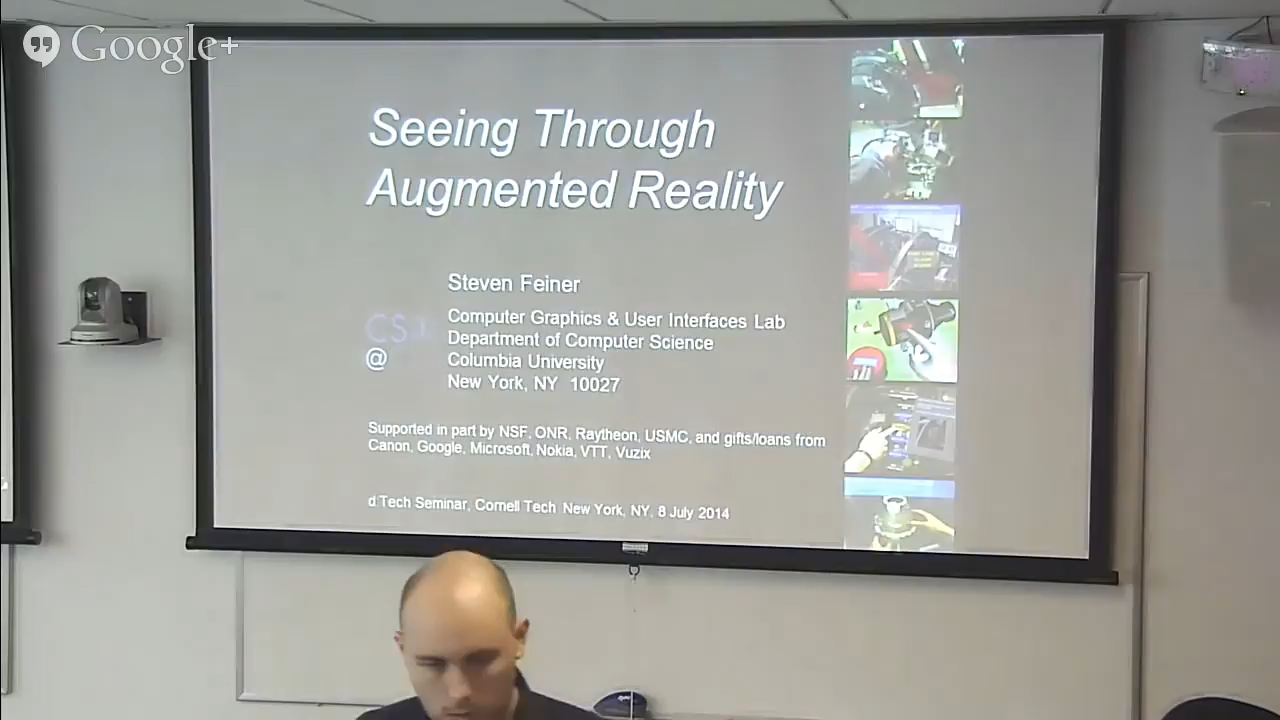 Google+
Seeing Through
Augmented Reality
Steven Feiner
Computer Graphics & User Interfaces Lab
Department of Computer Science
@
Columbia University
New York, NY 10027
Supported in part by NSF, ONR, Raytheon, USMC, and gifts/loans from
Canon, Google, Microsoft, Nokia, VTT, Vuzix
d Tech Seminar, Cornell Tech New York, NY, 8 July 2014